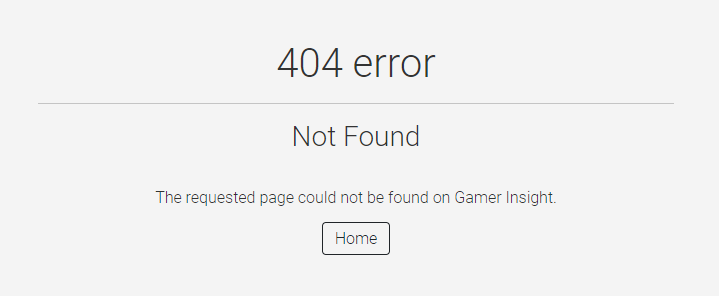 404 error
Not Found
The requested page could not be found on Gamer Insight.
Home